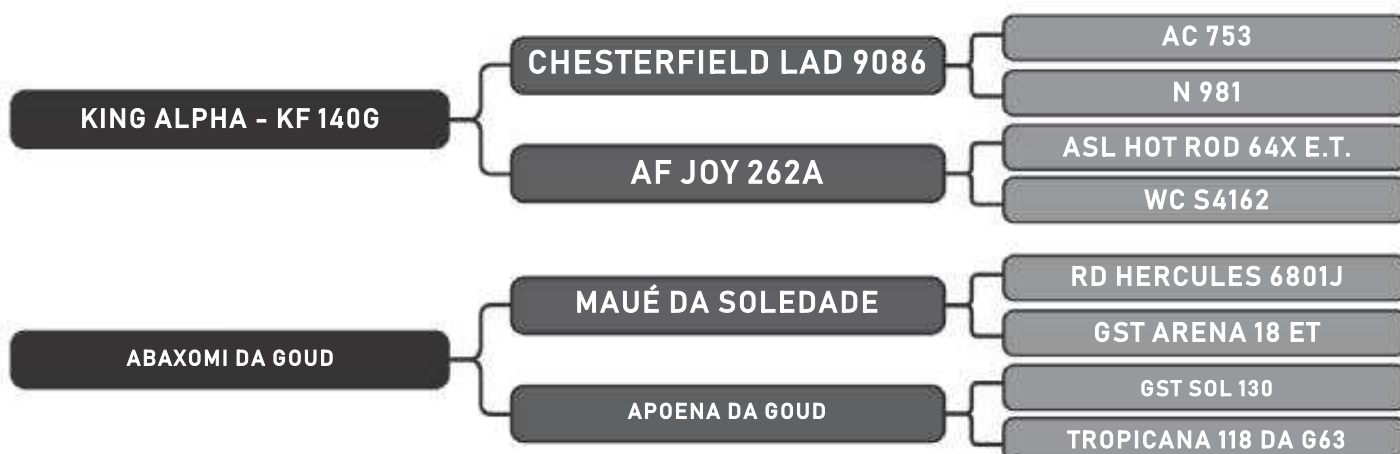 KING ALPHA - KF 140G
CHESTERFIELD LAD 9086
AC 753
N 981
AF JOY 262A
ASL HOT ROD 64X E.T.
WC S4162
ABAXOMI DA GOUD
MAUÉ DA SOLEDADE
RD HERCULES 6801J
GST ARENA 18 ET
APOENA DA GOUD
GST SOL 130
TROPICANA 118 DA G63